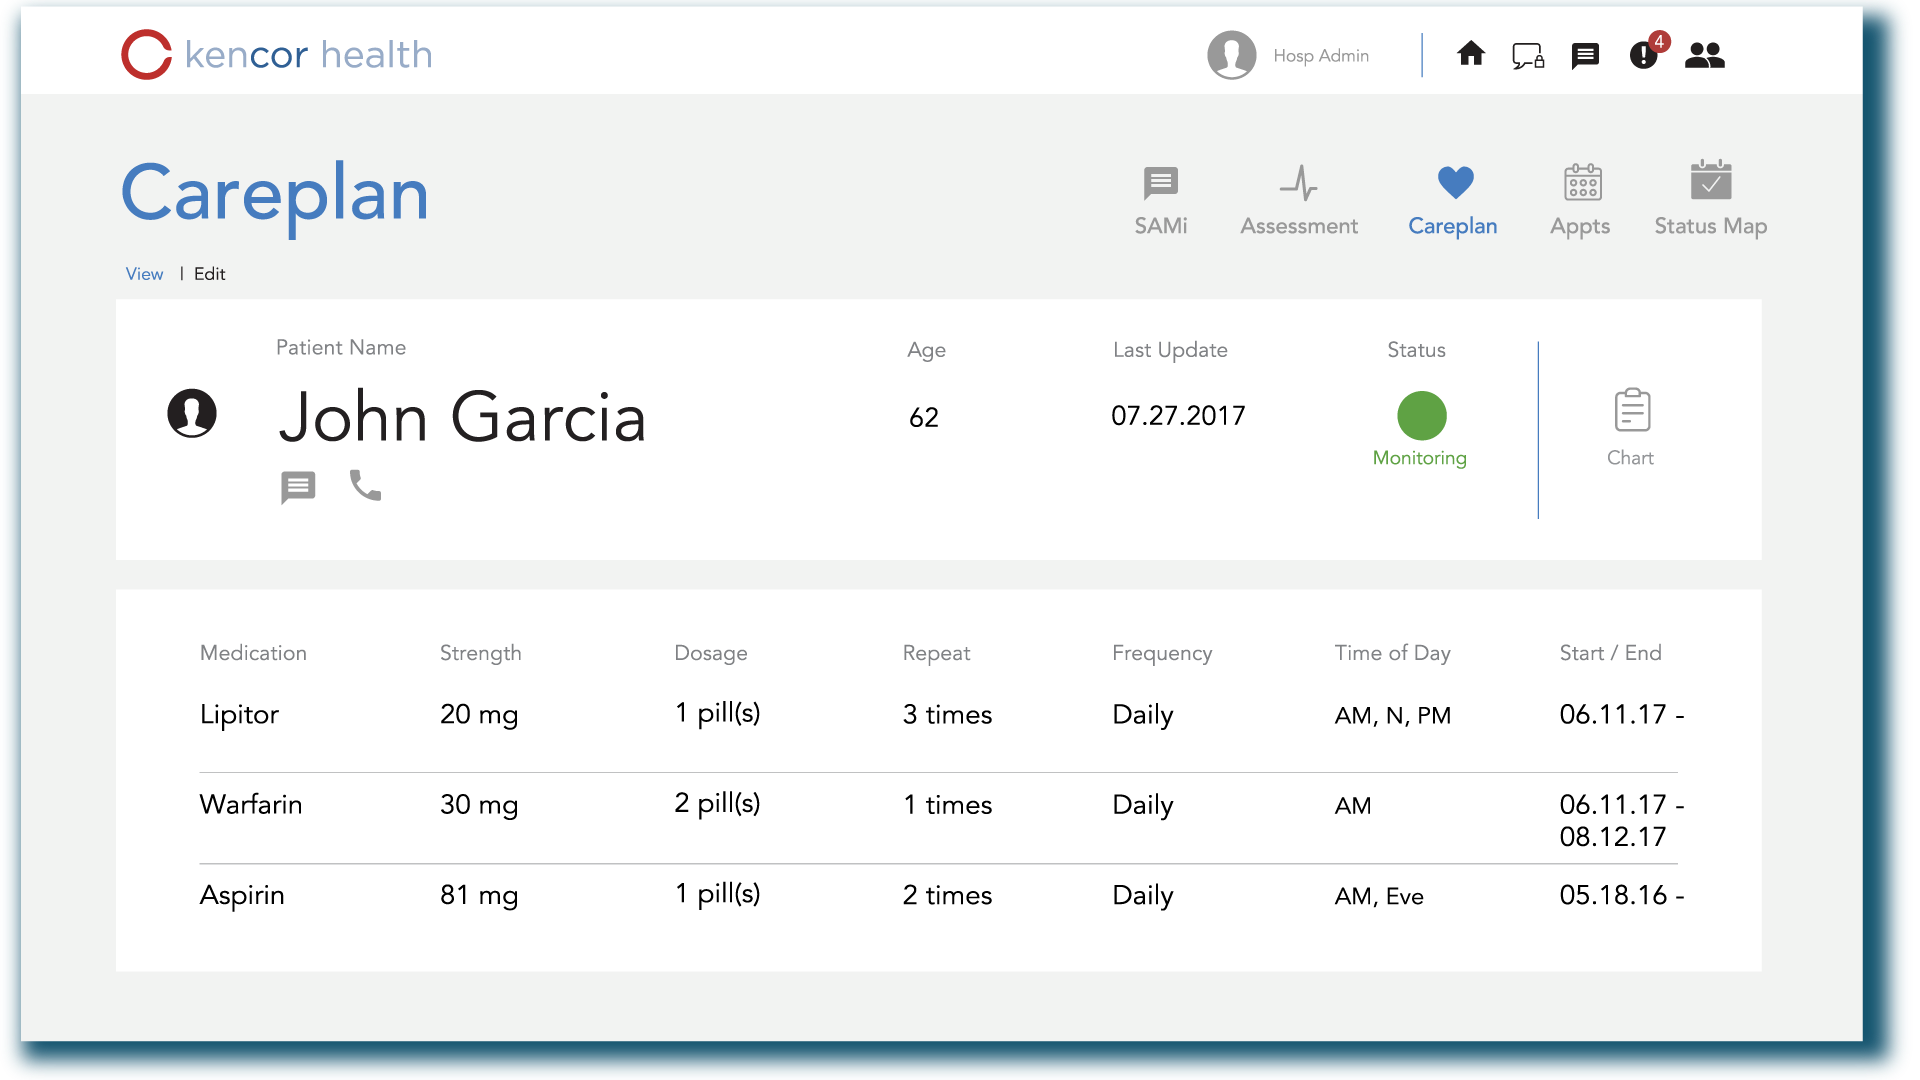 kencor health
Hosp Admin
4
Careplan
SAMi
Assessment
Careplan
Appts
Status Map
View | Edit
Patient Name
Age
Last Update
Status
John Garcia
62
07.27.2017
Monitoring
Chart
Medication Strength Dosage Repeat Frequency Time of Day Start / End
Lipitor 20 mg 1 pill(s) 3 times Daily AM, N, PM 06.11.17 -
Warfarin 30 mg 2 pill(s) 1 times Daily AM 06.11.17 -
08.12.17
Aspirin 81 mg 1 pill(s) 2 times Daily AM, Eve 05.18.16 -